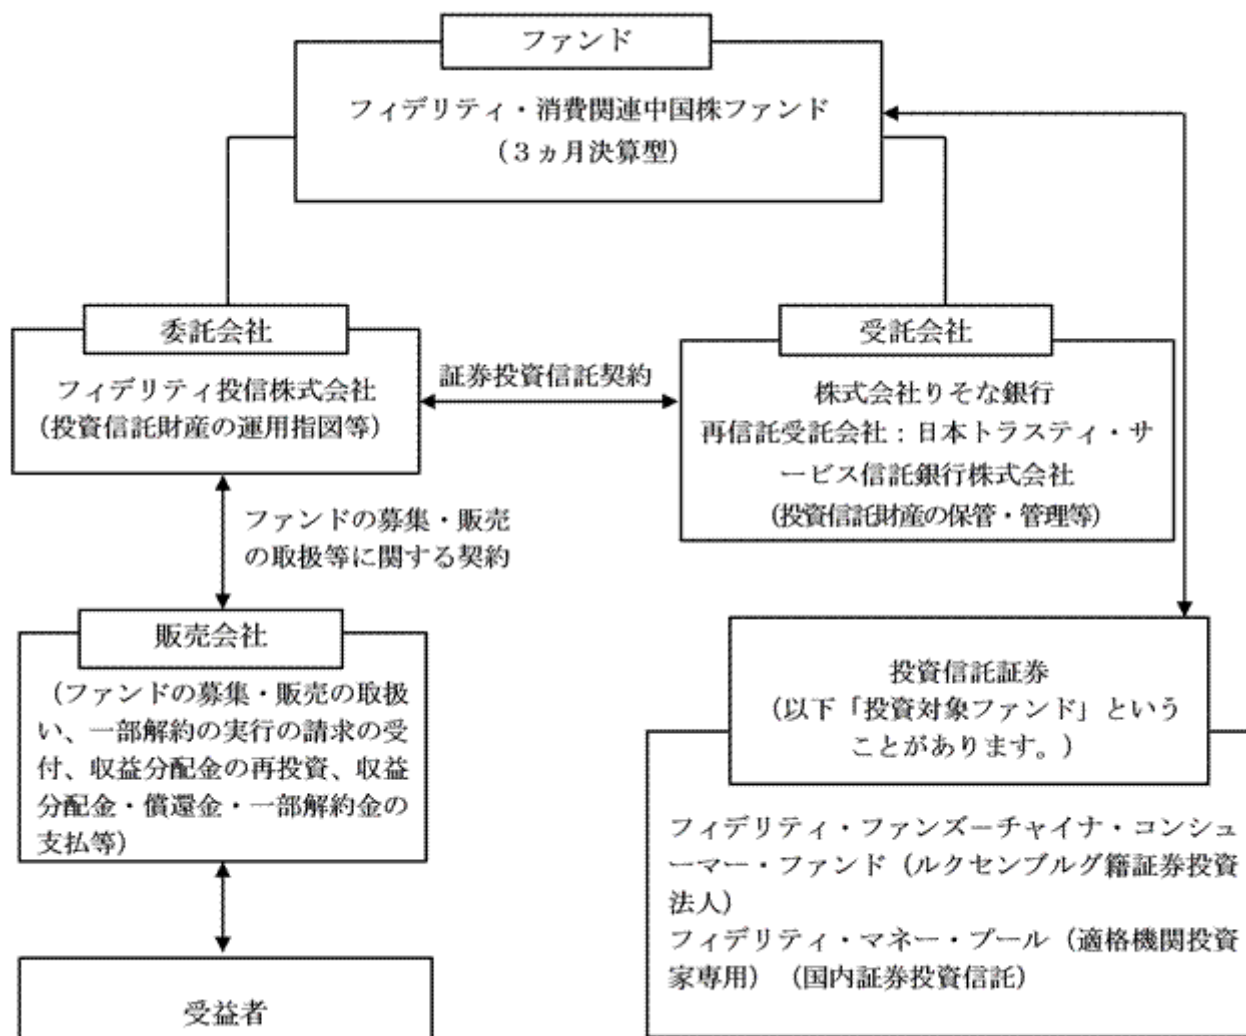 ファンド
フィデリティ・消費関連中国株ファンド
（３ヵ月決算型）
委託会社
フィデリティ投信株式会社
（投資信託財産の運用指図等）
証券投資信託契約
受託会社
株式会社りそな銀行
再信託受託会社：日本トラスティ・サ
ービス信託銀行株式会社
（投資信託財産の保管・管理等）
ファンドの募集・販売
の取扱等に関する契約
販売会社
（ファンドの募集・販売の取扱
い、一部解約の実行の請求の受
付、収益分配金の再投資、収益
分配金・償還金・一部解約金の
支払等）
受益者
投資信託証券
（以下「投資対象ファンド」という
ことがあります。）
フィデリティ・ファンズ－チャイナ・コンシュ
ーマー・ファンド（ルクセンブルグ籍証券投資
法人）
フィデリティ・マネー・プール（適格機関投資
家専用）（国内証券投資信託）